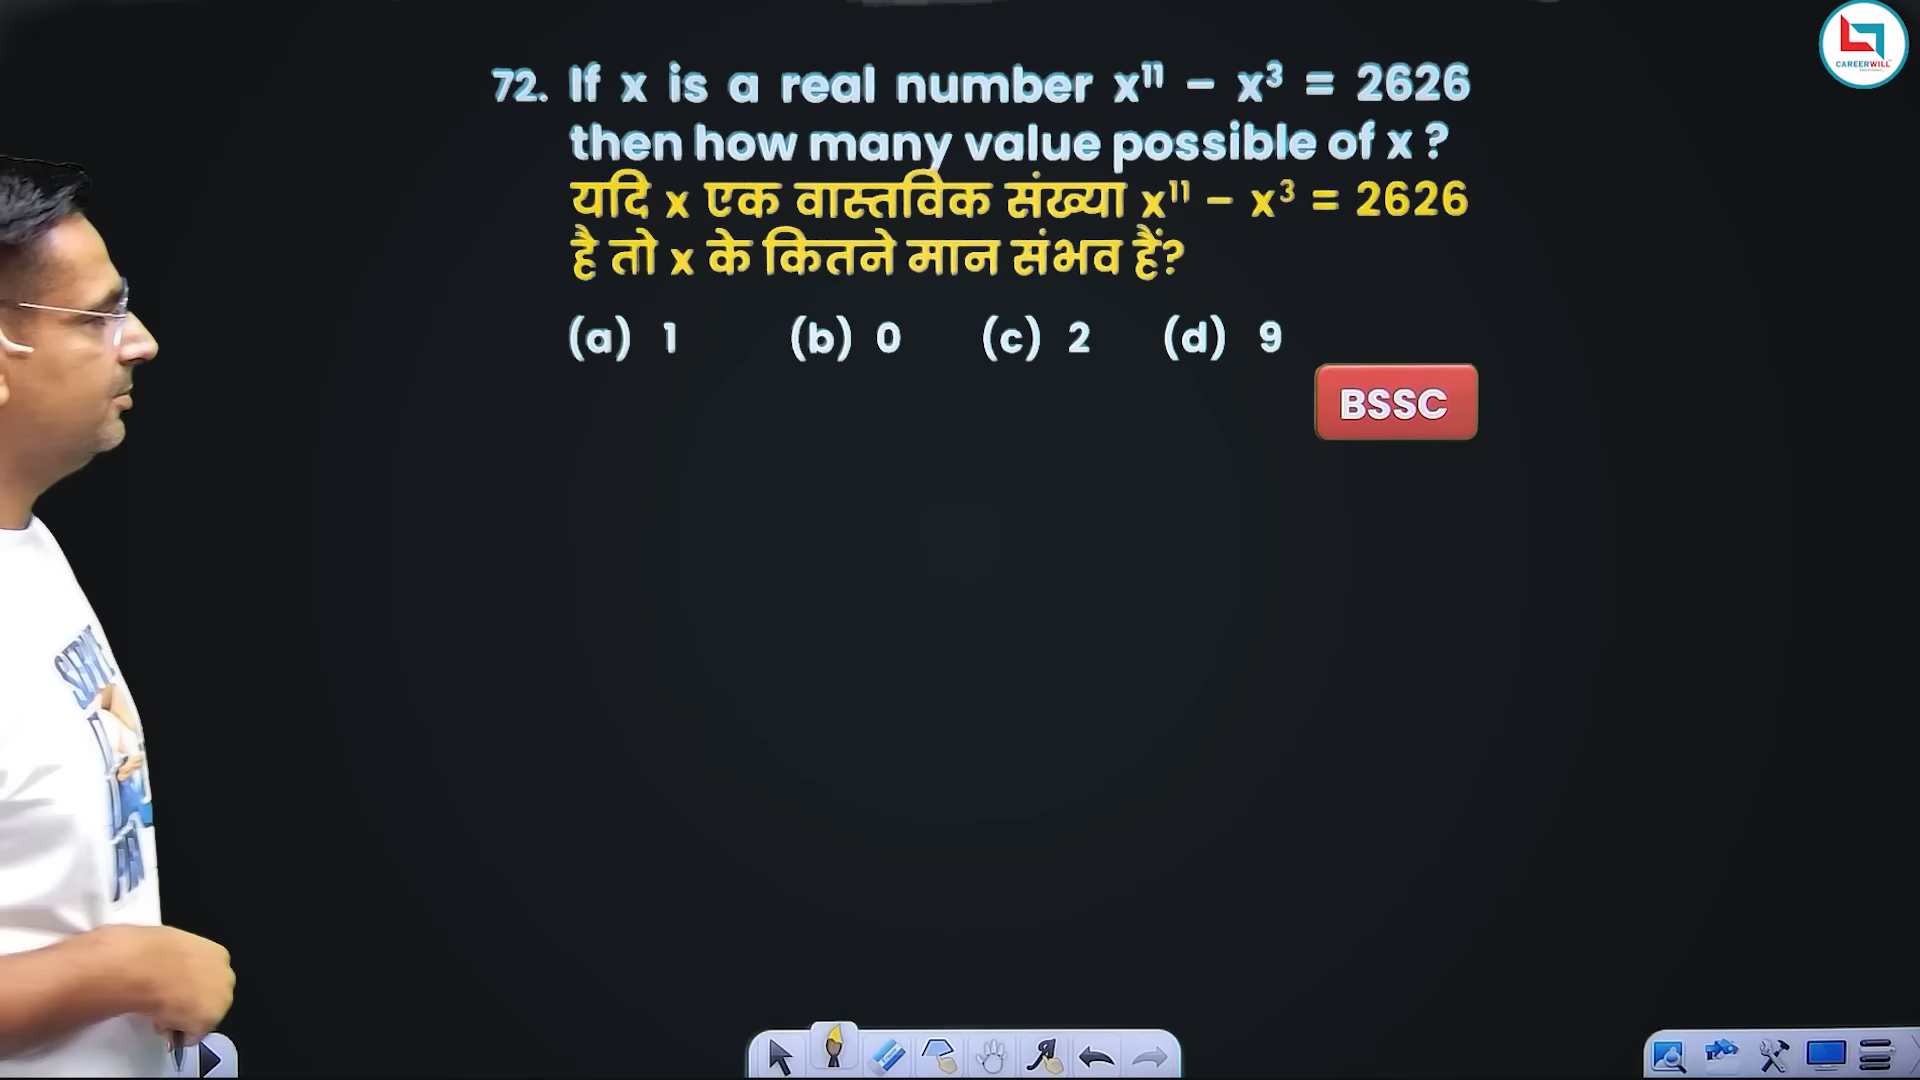 CAREERWILL
72. If x is a real number x¹¹ – x³ = 2626
then how many value possible of x ?
यदि x एक वास्तविक संख्या x¹¹ – x³ = 2626
है तो x के कितने मान संभव हैं?
(a) 1 (b) 0 (c) 2 (d) 9
BSSC